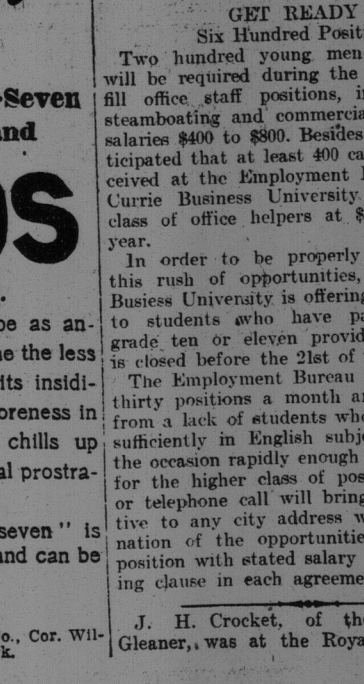 -Seven
and
S
.
be as an-
he the less
its insidi-
oreness in
chills up
al prostra-
seven" is
and can be
o., Cor. Wil-
k.
GET READY
Six Hundred Posit
Two hundred young men
will be required during the
fill office staff positions, i
steamboating and commercia
salaries $400 to $800. Besides
ticipated that at least 400 ca
ceived at the Employment
Currie Business University
class of office helpers at $
year.
In order to be properly
this rush of opportunities,
Busiess University is offering
to students who have pa
grade ten or eleven provid
is closed before the 21st of
The Employment Bureau
thirty positions a month a
from a lack of students who
sufficiently in English subj
the occasion rapidly enough
for the higher class of pos
or telephone call will bring
tive to any city address w
nation of the opportunitie
position with stated salary
ing clause in each agreeme
J. H. Crocket, of th
Gleaner, was at the Roya